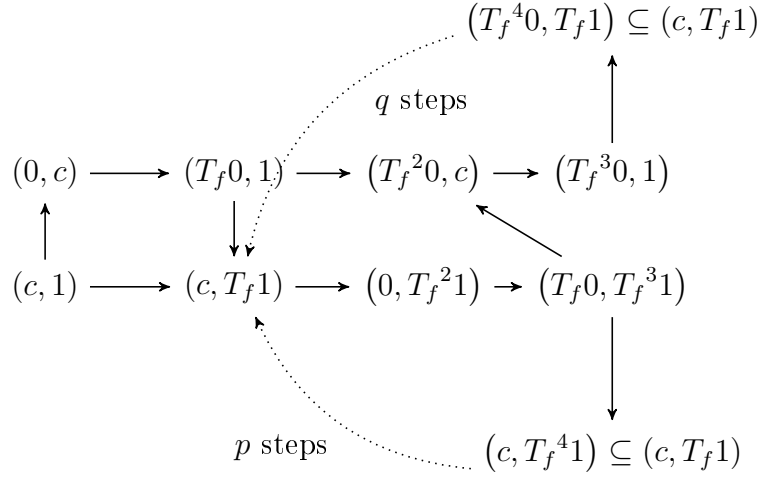 (T_f^4 0, T_f 1) ⊆ (c, T_f 1)
q steps
(0, c) (T_f 0, 1) (T_f^2 0, c) (T_f^3 0, 1)
(c, 1) (c, T_f 1) (0, T_f^2 1) (T_f 0, T_f^3 1)
p steps
(c, T_f^4 1) ⊆ (c, T_f 1)